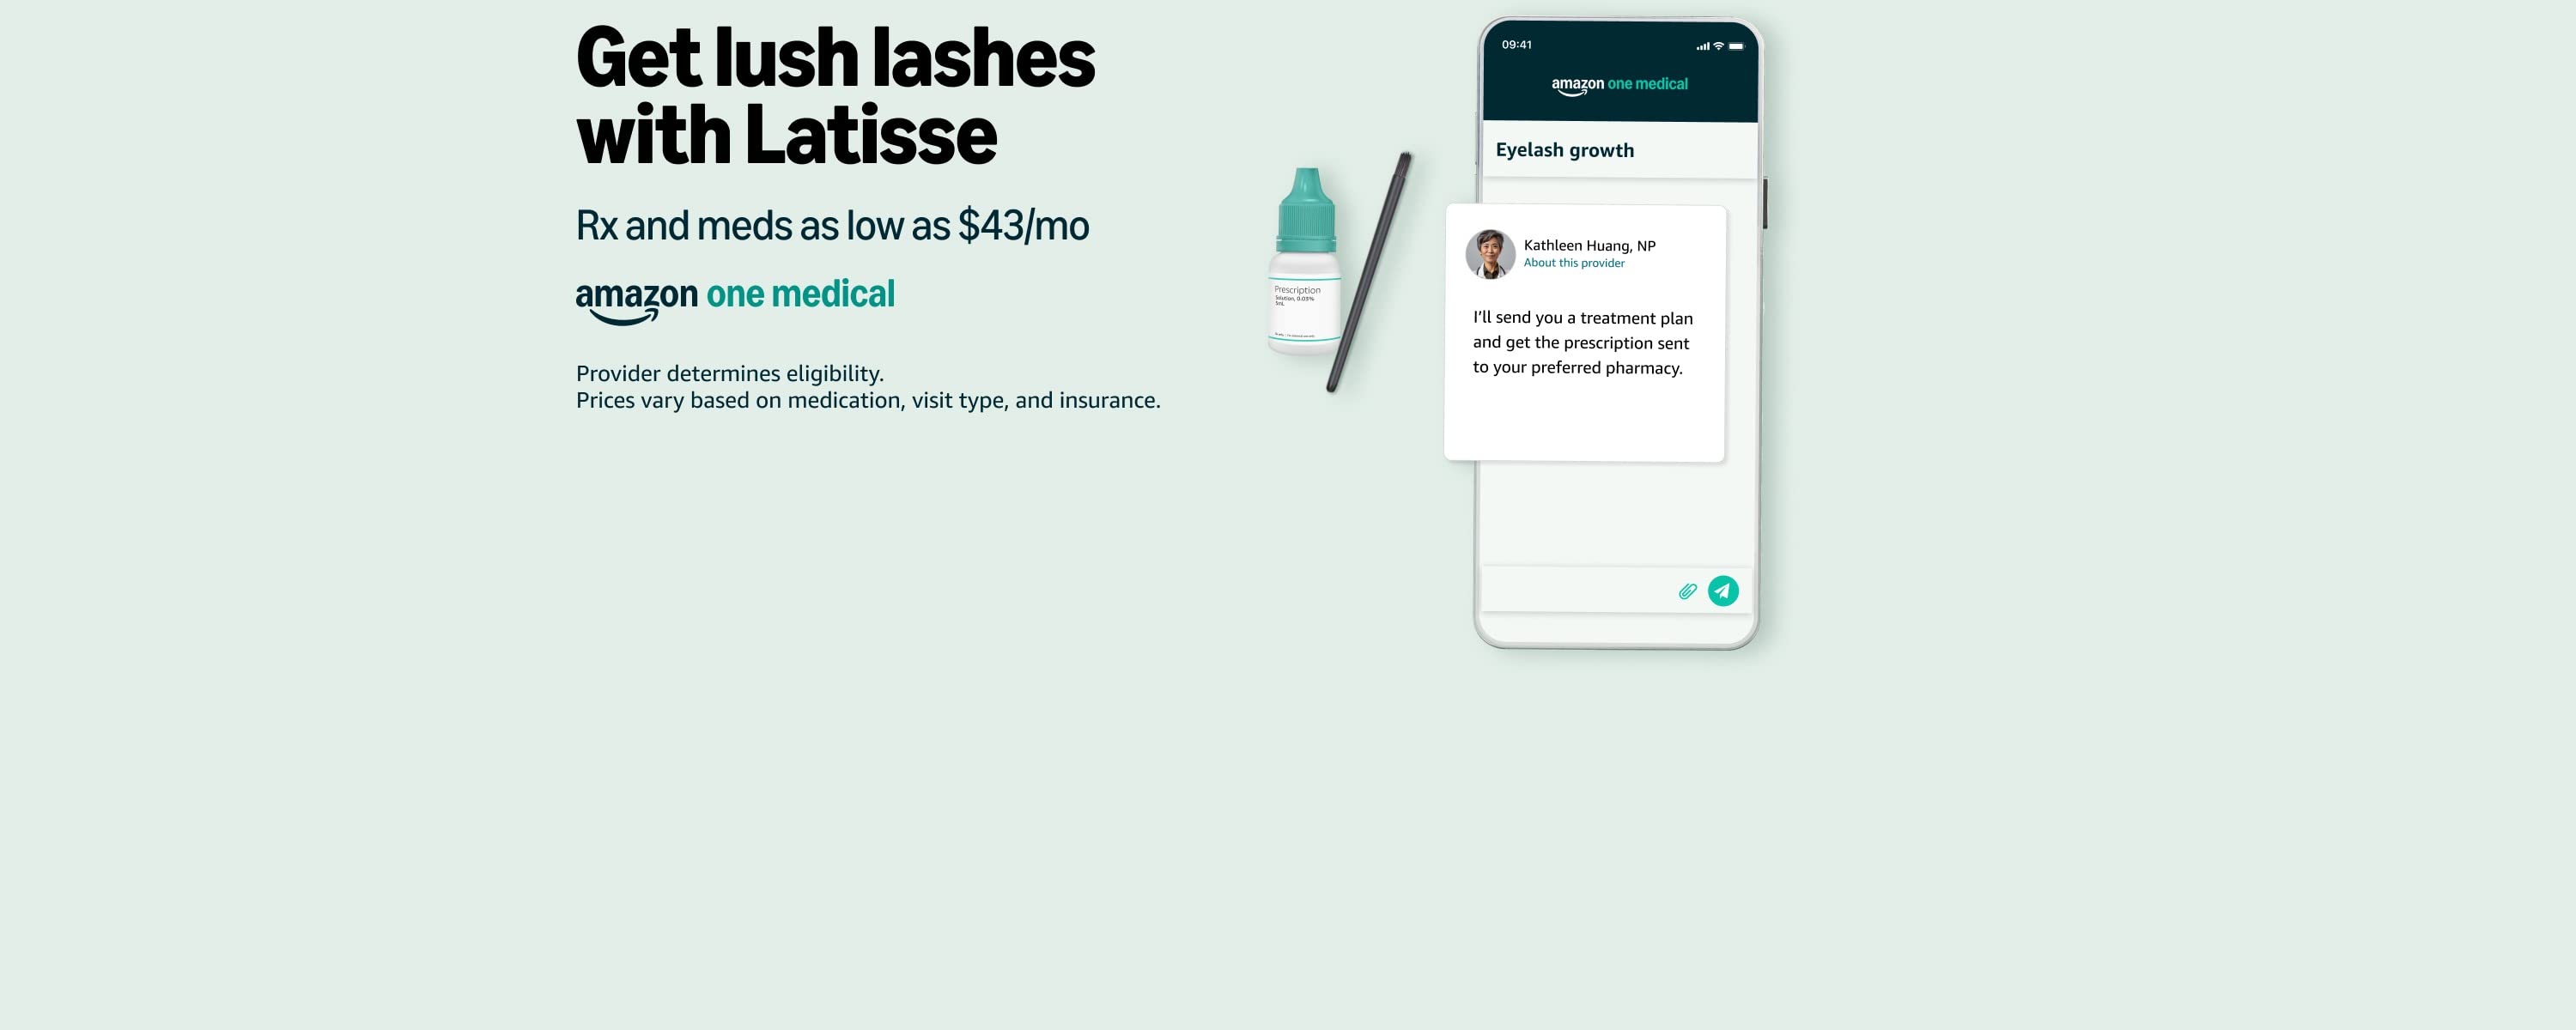 Get lush lashes
with Latisse
Rx and meds as low as $43/mo
amazon one medical
Provider determines eligibility.
Prices vary based on medication, visit type, and insurance.
Prescription
Solution, 0.03%
5mL
09:41
amazon one medical
Eyelash growth
Kathleen Huang, NP
About this provider
I'll send you a treatment plan
and get the prescription sent
to your preferred pharmacy.